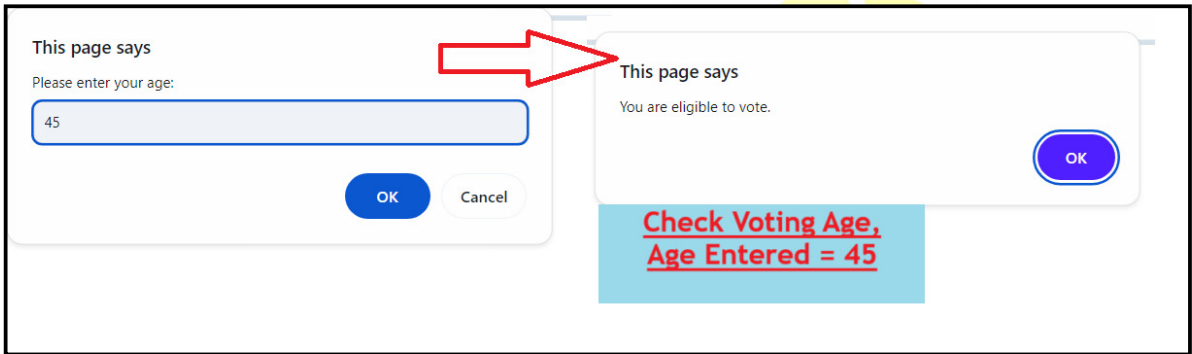 This page says
Please enter your age:
45
OK
Cancel
This page says
You are eligible to vote.
OK
Check Voting Age,
Age Entered = 45